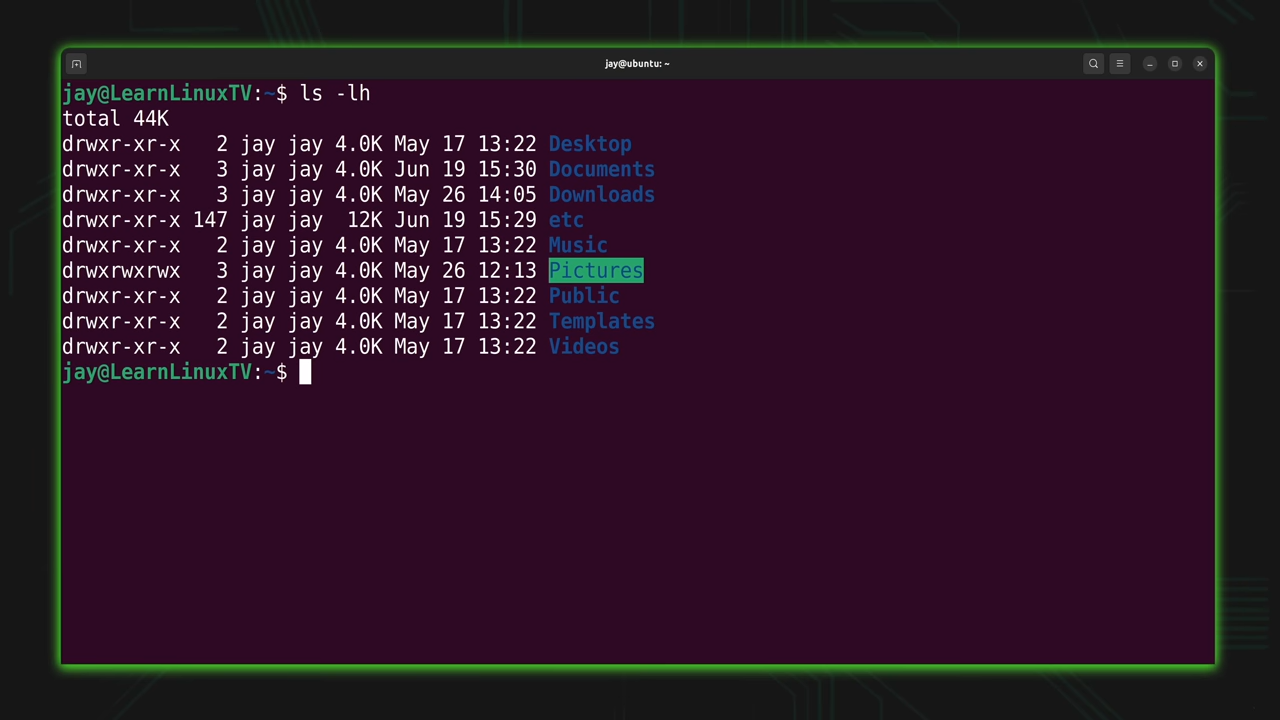 jay@ubuntu: ~
jay@LearnLinuxTV:~$ ls -lh
total 44K
drwxr-xr-x   2 jay jay 4.0K May 17 13:22 Desktop
drwxr-xr-x   3 jay jay 4.0K Jun 19 15:30 Documents
drwxr-xr-x   3 jay jay 4.0K May 26 14:05 Downloads
drwxr-xr-x 147 jay jay  12K Jun 19 15:29 etc
drwxr-xr-x   2 jay jay 4.0K May 17 13:22 Music
drwxrwxrwx   3 jay jay 4.0K May 26 12:13 Pictures
drwxr-xr-x   2 jay jay 4.0K May 17 13:22 Public
drwxr-xr-x   2 jay jay 4.0K May 17 13:22 Templates
drwxr-xr-x   2 jay jay 4.0K May 17 13:22 Videos
jay@LearnLinuxTV:~$